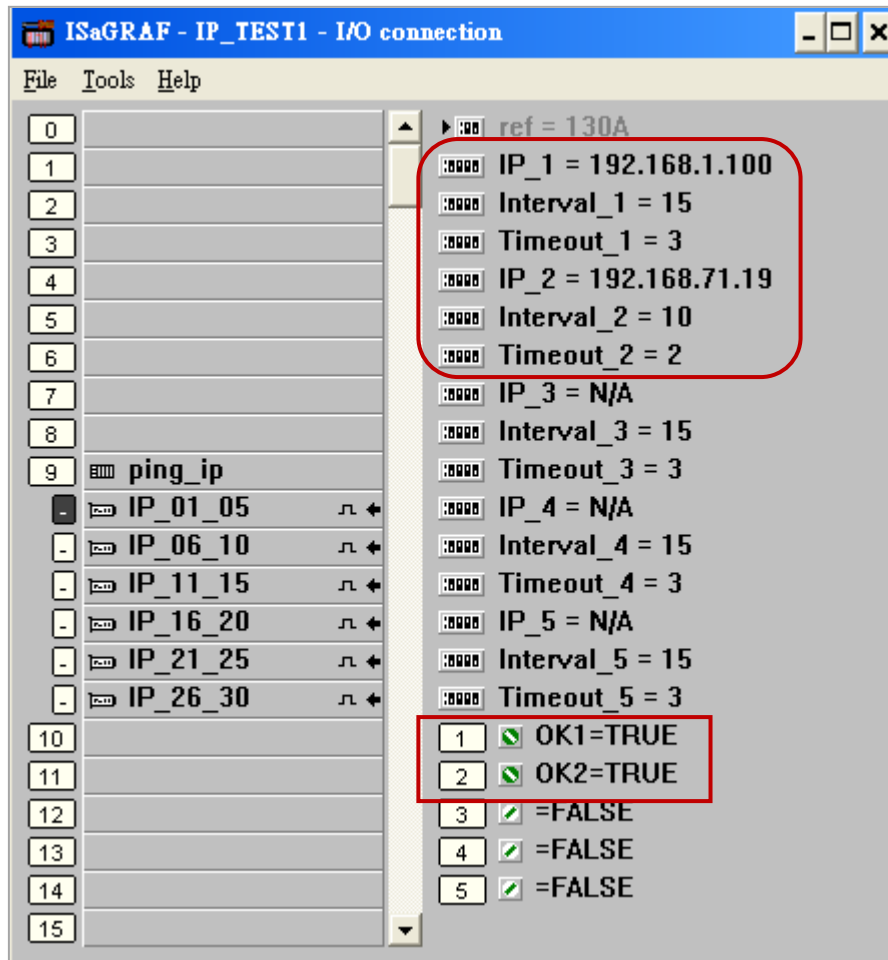 ISaGRAF - IP_TEST1 - I/O connection
File Tools Help
0
1
2
3
4
5
6
7
8
9 ping_ip
- IP_01_05
- IP_06_10
- IP_11_15
- IP_16_20
- IP_21_25
- IP_26_30
10
11
12
13
14
15
ref = 130A
IP_1 = 192.168.1.100
Interval_1 = 15
Timeout_1 = 3
IP_2 = 192.168.71.19
Interval_2 = 10
Timeout_2 = 2
IP_3 = N/A
Interval_3 = 15
Timeout_3 = 3
IP_4 = N/A
Interval_4 = 15
Timeout_4 = 3
IP_5 = N/A
Interval_5 = 15
Timeout_5 = 3
1 OK1=TRUE
2 OK2=TRUE
3 =FALSE
4 =FALSE
5 =FALSE